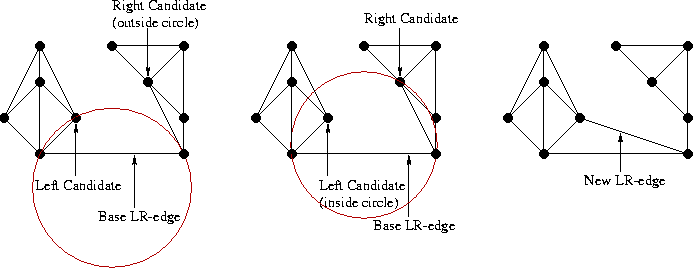 Right Candidate
(outside circle)
Left Candidate
Base LR-edge
Right Candidate
Left Candidate
(inside circle)
Base LR-edge
New LR-edge